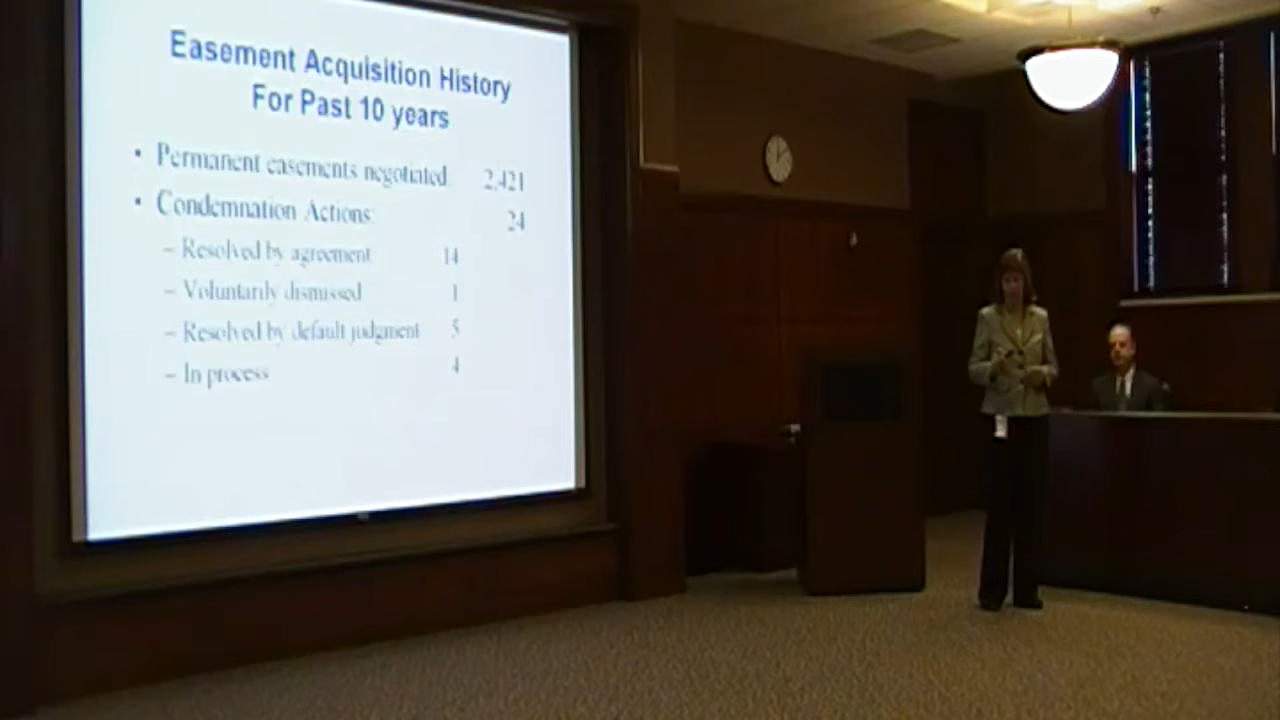 Easement Acquisition History
For Past 10 years
• Permanent easements negotiated: 2,421
• Condemnation Actions: 24
– Resolved by agreement 14
– Voluntarily dismissed 1
– Resolved by default judgment 5
– In process 4